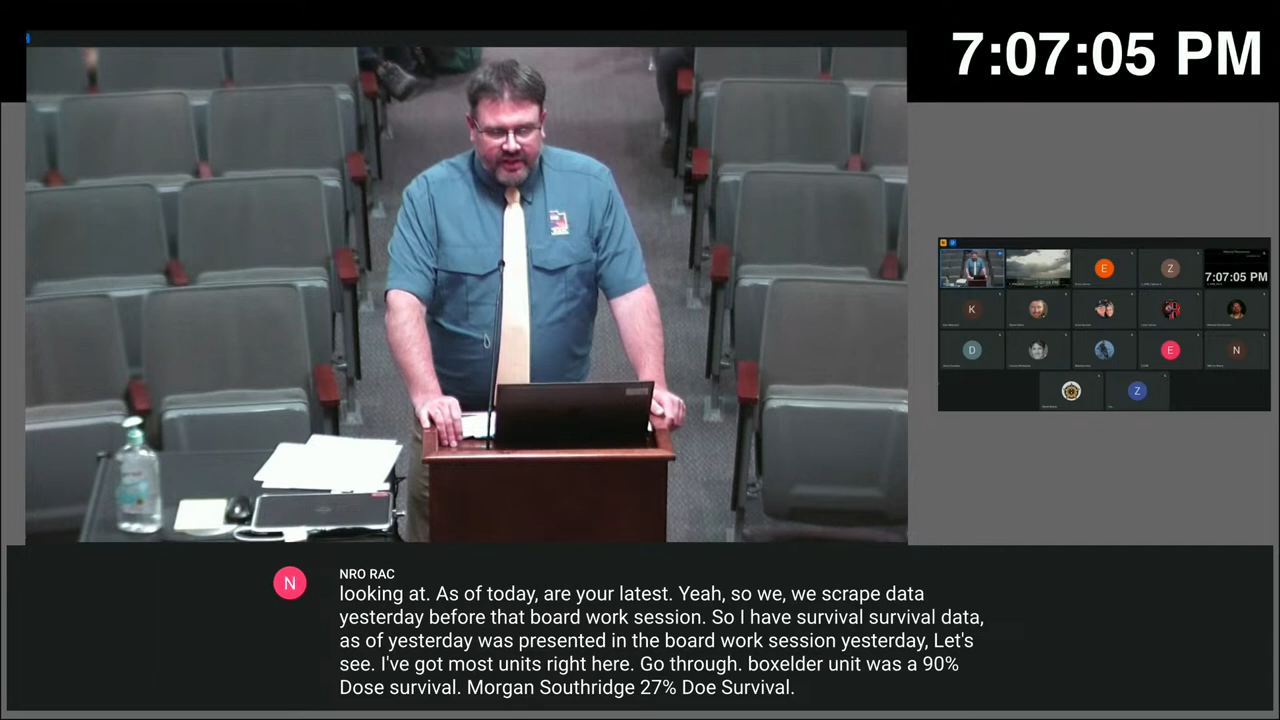 7:07:05 PM
7:07:05 PM
E
Z
K
D
E
N
Z
N
NRO RAC
looking at. As of today, are your latest. Yeah, so we, we scrape data
yesterday before that board work session. So I have survival survival data,
as of yesterday was presented in the board work session yesterday, Let's
see. I've got most units right here. Go through. boxelder unit was a 90%
Dose survival. Morgan Southridge 27% Doe Survival.